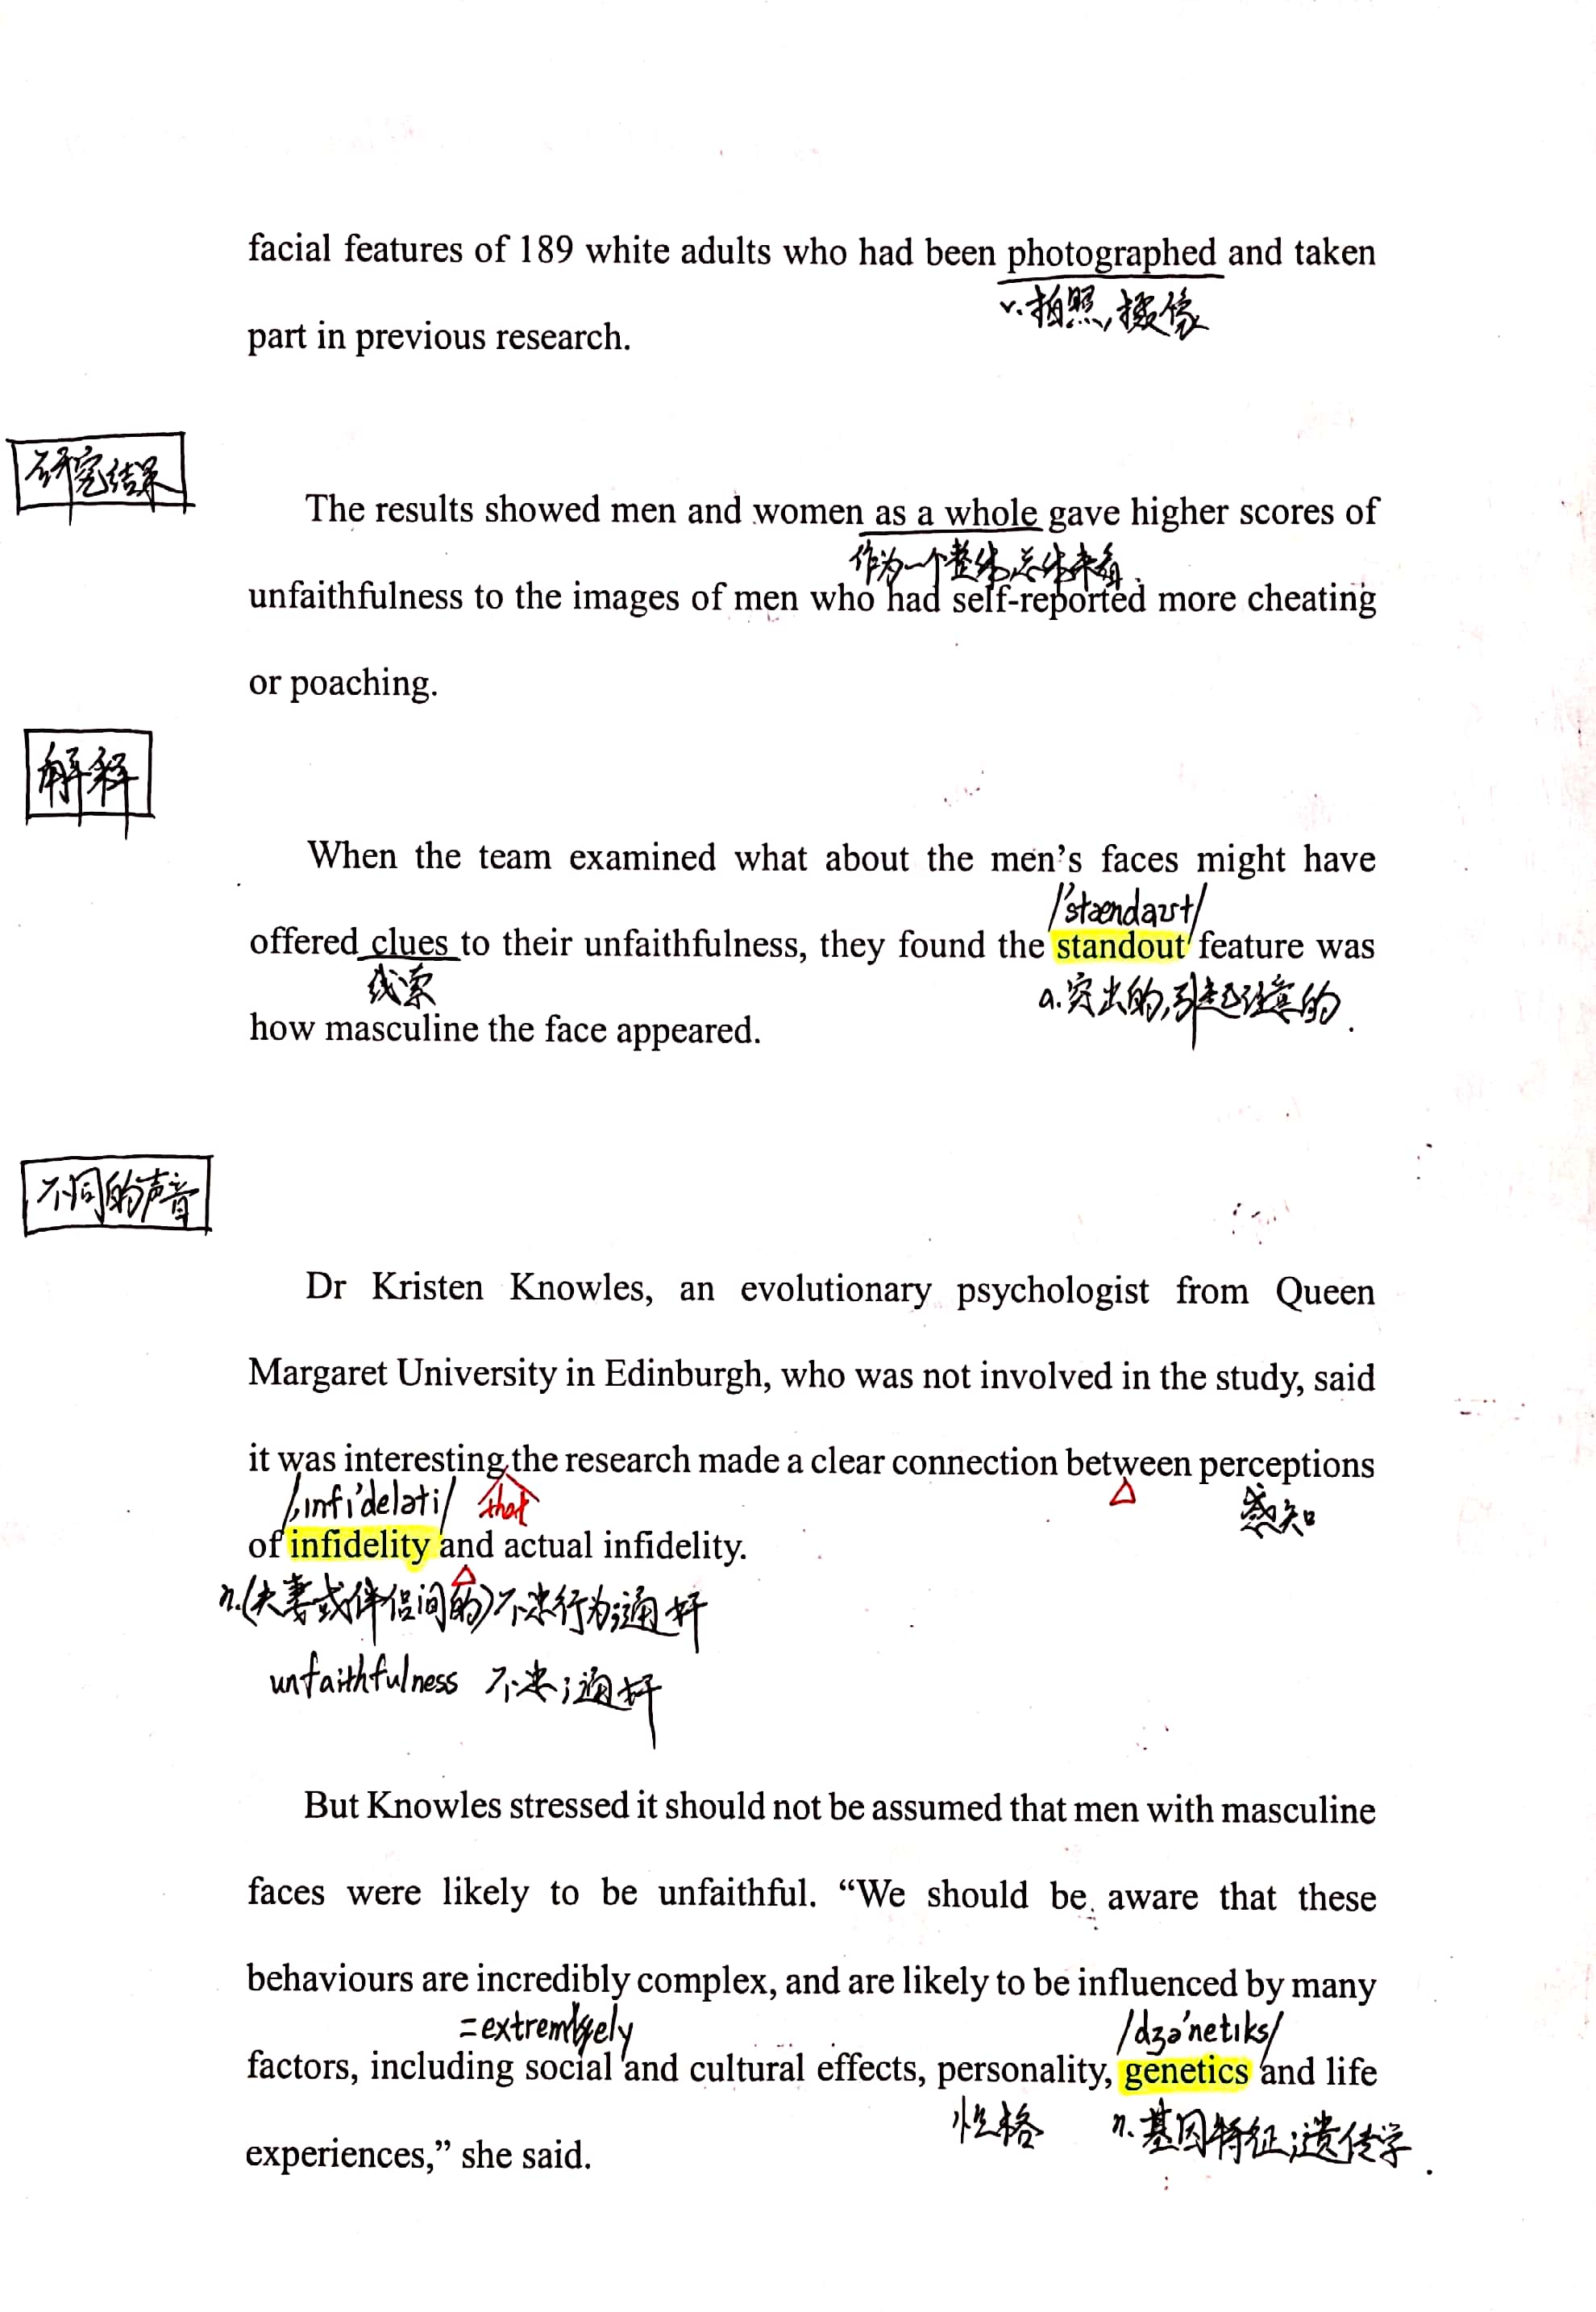 facial features of 189 white adults who had been photographed and taken
v.拍照,摄像
part in previous research.
研究结果
The results showed men and women as a whole gave higher scores of
作为一个整体,总体来看
unfaithfulness to the images of men who had self-reported more cheating
or poaching.
解释
When the team examined what about the men's faces might have
/ˈstændaʊt/
offered clues to their unfaithfulness, they found the standout feature was
线索 a.突出的,引起注意的
how masculine the face appeared.
不同的声音
Dr Kristen Knowles, an evolutionary psychologist from Queen
Margaret University in Edinburgh, who was not involved in the study, said
it was interesting the research made a clear connection between perceptions
/ˌɪnfɪˈdeləti/ that 感知
of infidelity and actual infidelity.
n.(夫妻或伴侣间的)不忠行为;通奸
unfaithfulness 不忠;通奸
But Knowles stressed it should not be assumed that men with masculine
faces were likely to be unfaithful. “We should be aware that these
behaviours are incredibly complex, and are likely to be influenced by many
=extremely /dʒəˈnetɪks/
factors, including social and cultural effects, personality, genetics and life
性格 n.基因特征;遗传学
experiences,” she said.